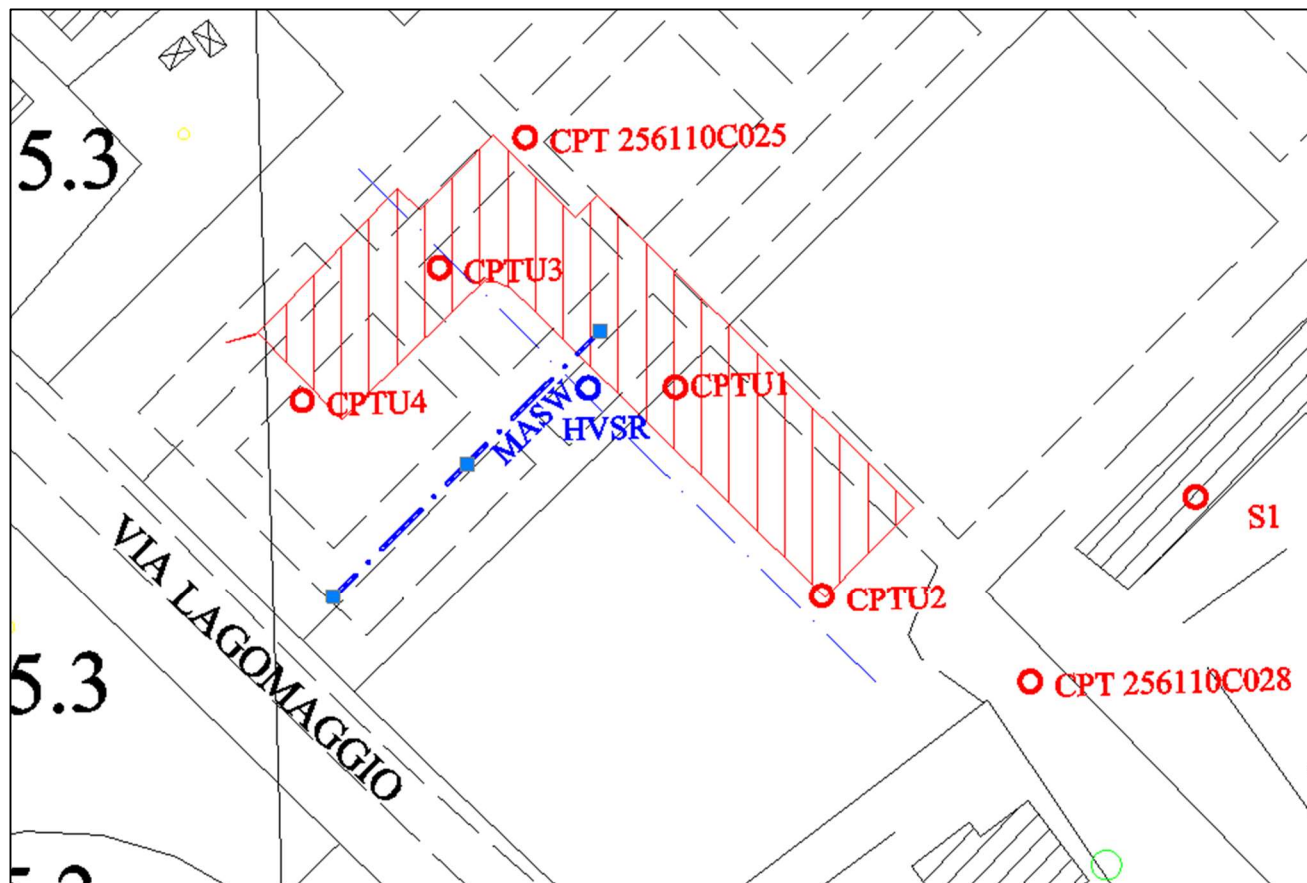 CPT 256110C025
5.3
CPTU3
CPTU1
CPTU4
MASW
HVSR
S1
VIA LAGOMAGGIO
CPTU2
5.3
CPT 256110C028